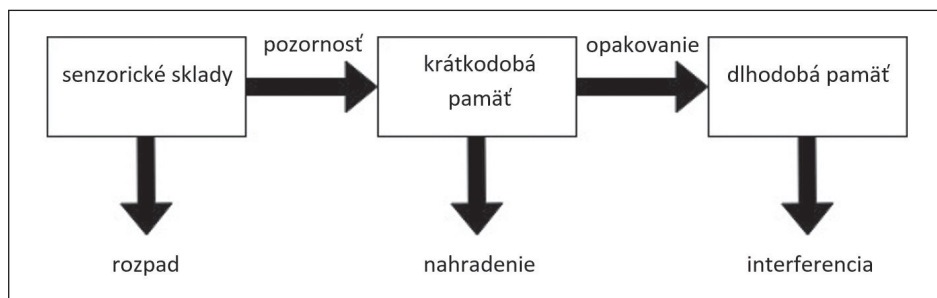 pozornosť
opakovanie
senzorické sklady
krátkodobá
pamäť
dlhodobá pamäť
rozpad
nahradenie
interferencia